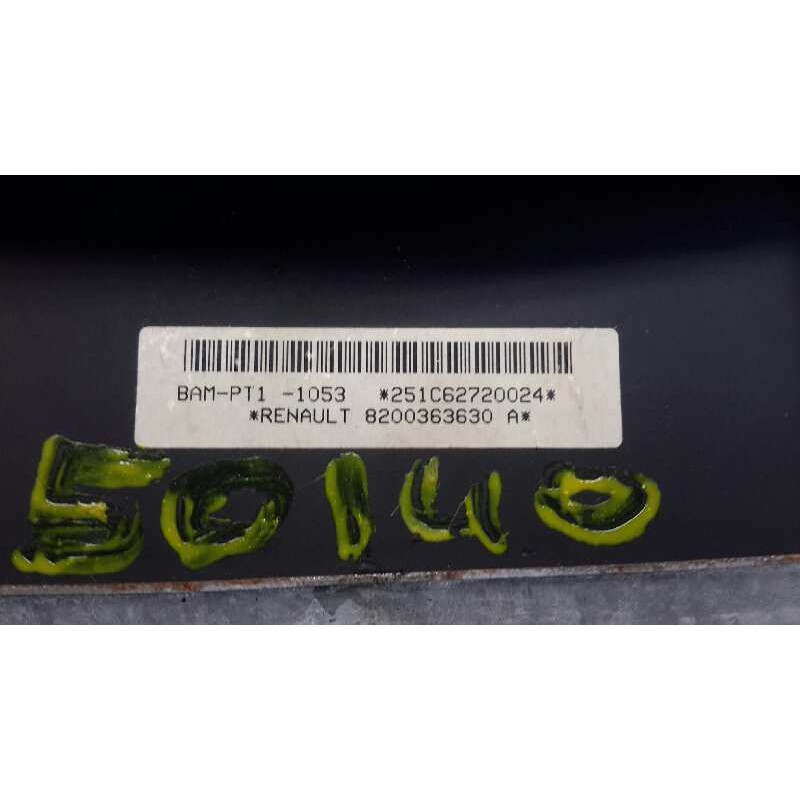 BAM-PT1 -1053 *251C62720024*
*RENAULT 8200363630 A*
50140